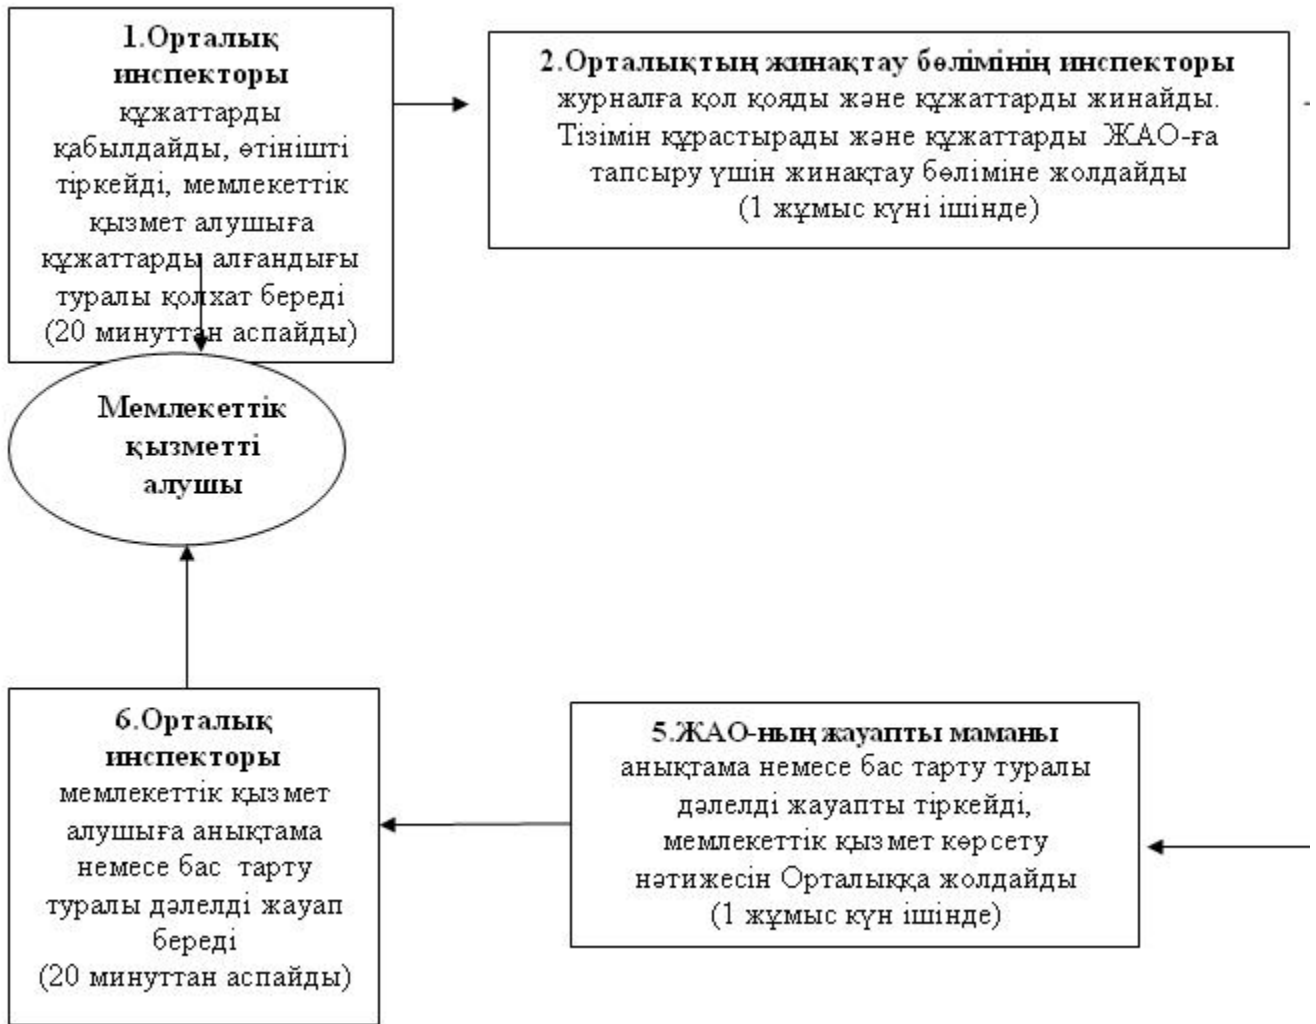 1.Орталық
инспекторы
құжаттарды
қабылдайды, өтінішті
тіркейді, мемлекеттік
қызмет алушыға
құжаттарды алғандығы
туралы қолхат береді
(20 минуттан аспайды)
2.Орталықтың жинақтау бөлімінің инспекторы
журналға қол қояды және құжаттарды жинайды.
Тізімін құрастырады және құжаттарды ЖАО-ға
тапсыру үшін жинақтау бөліміне жолдайды
(1 жұмыс күні ішінде)
Мемлекеттік
қызметті
алушы
6.Орталық
инспекторы
мемлекеттік қызмет
алушыға анықтама
немесе бас тарту
туралы дәлелді жауап
береді
(20 минуттан аспайды)
5.ЖАО-ның жауапты маманы
анықтама немесе бас тарту туралы
дәлелді жауапты тіркейді,
мемлекеттік қызмет көрсету
нәтижесін Орталыққа жолдайды
(1 жұмыс күн ішінде)